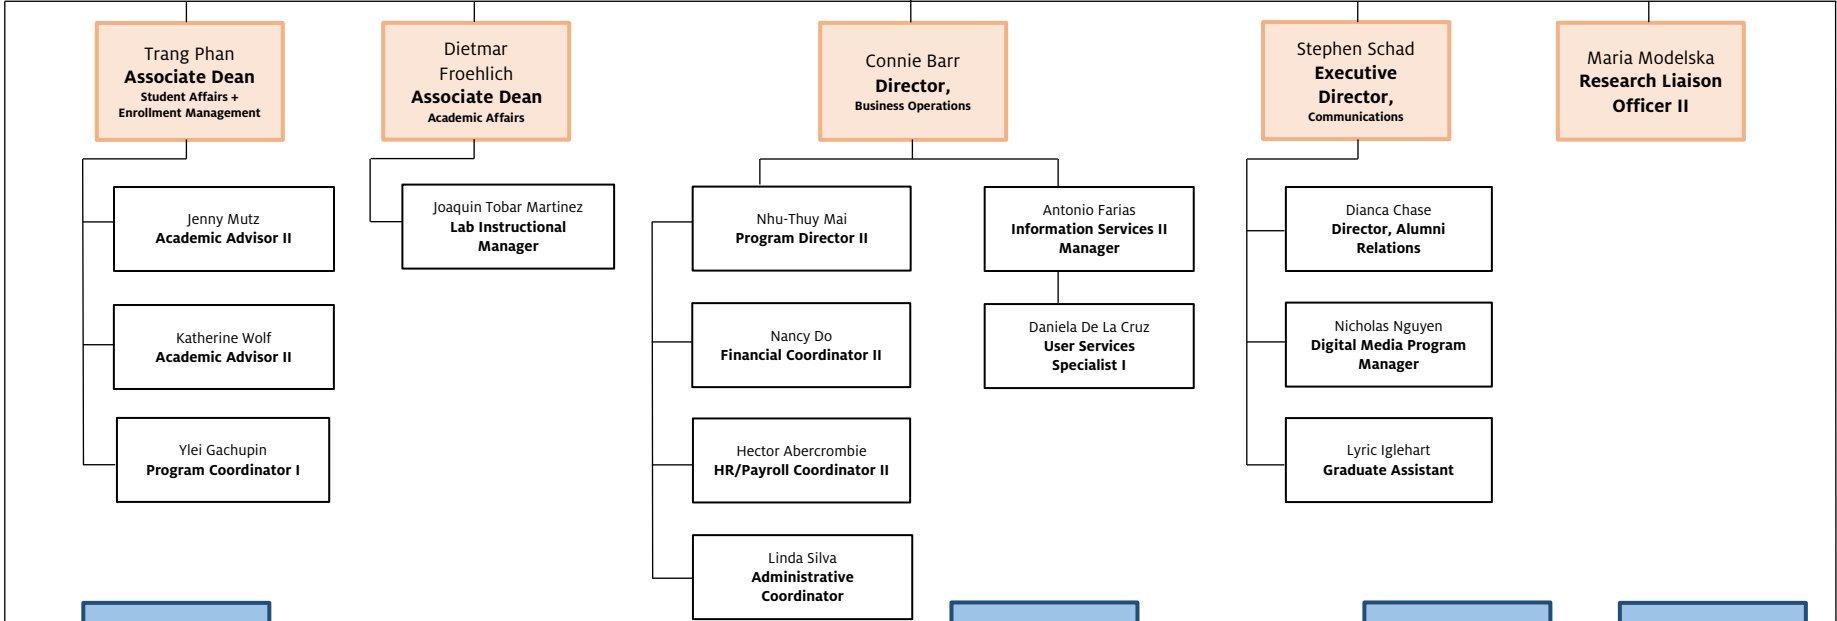 Trang Phan
Associate Dean
Student Affairs +
Enrollment Management
Dietmar
Froehlich
Associate Dean
Academic Affairs
Connie Barr
Director,
Business Operations
Stephen Schad
Executive
Director,
Communications
Maria Modelska
Research Liaison
Officer II
Jenny Mutz
Academic Advisor II
Katherine Wolf
Academic Advisor II
Ylei Gachupin
Program Coordinator I
Joaquin Tobar Martinez
Lab Instructional
Manager
Nhu-Thuy Mai
Program Director II
Nancy Do
Financial Coordinator II
Hector Abercrombie
HR/Payroll Coordinator II
Linda Silva
Administrative
Coordinator
Antonio Farias
Information Services II
Manager
Daniela De La Cruz
User Services
Specialist I
Dianca Chase
Director, Alumni
Relations
Nicholas Nguyen
Digital Media Program
Manager
Lyric Iglehart
Graduate Assistant